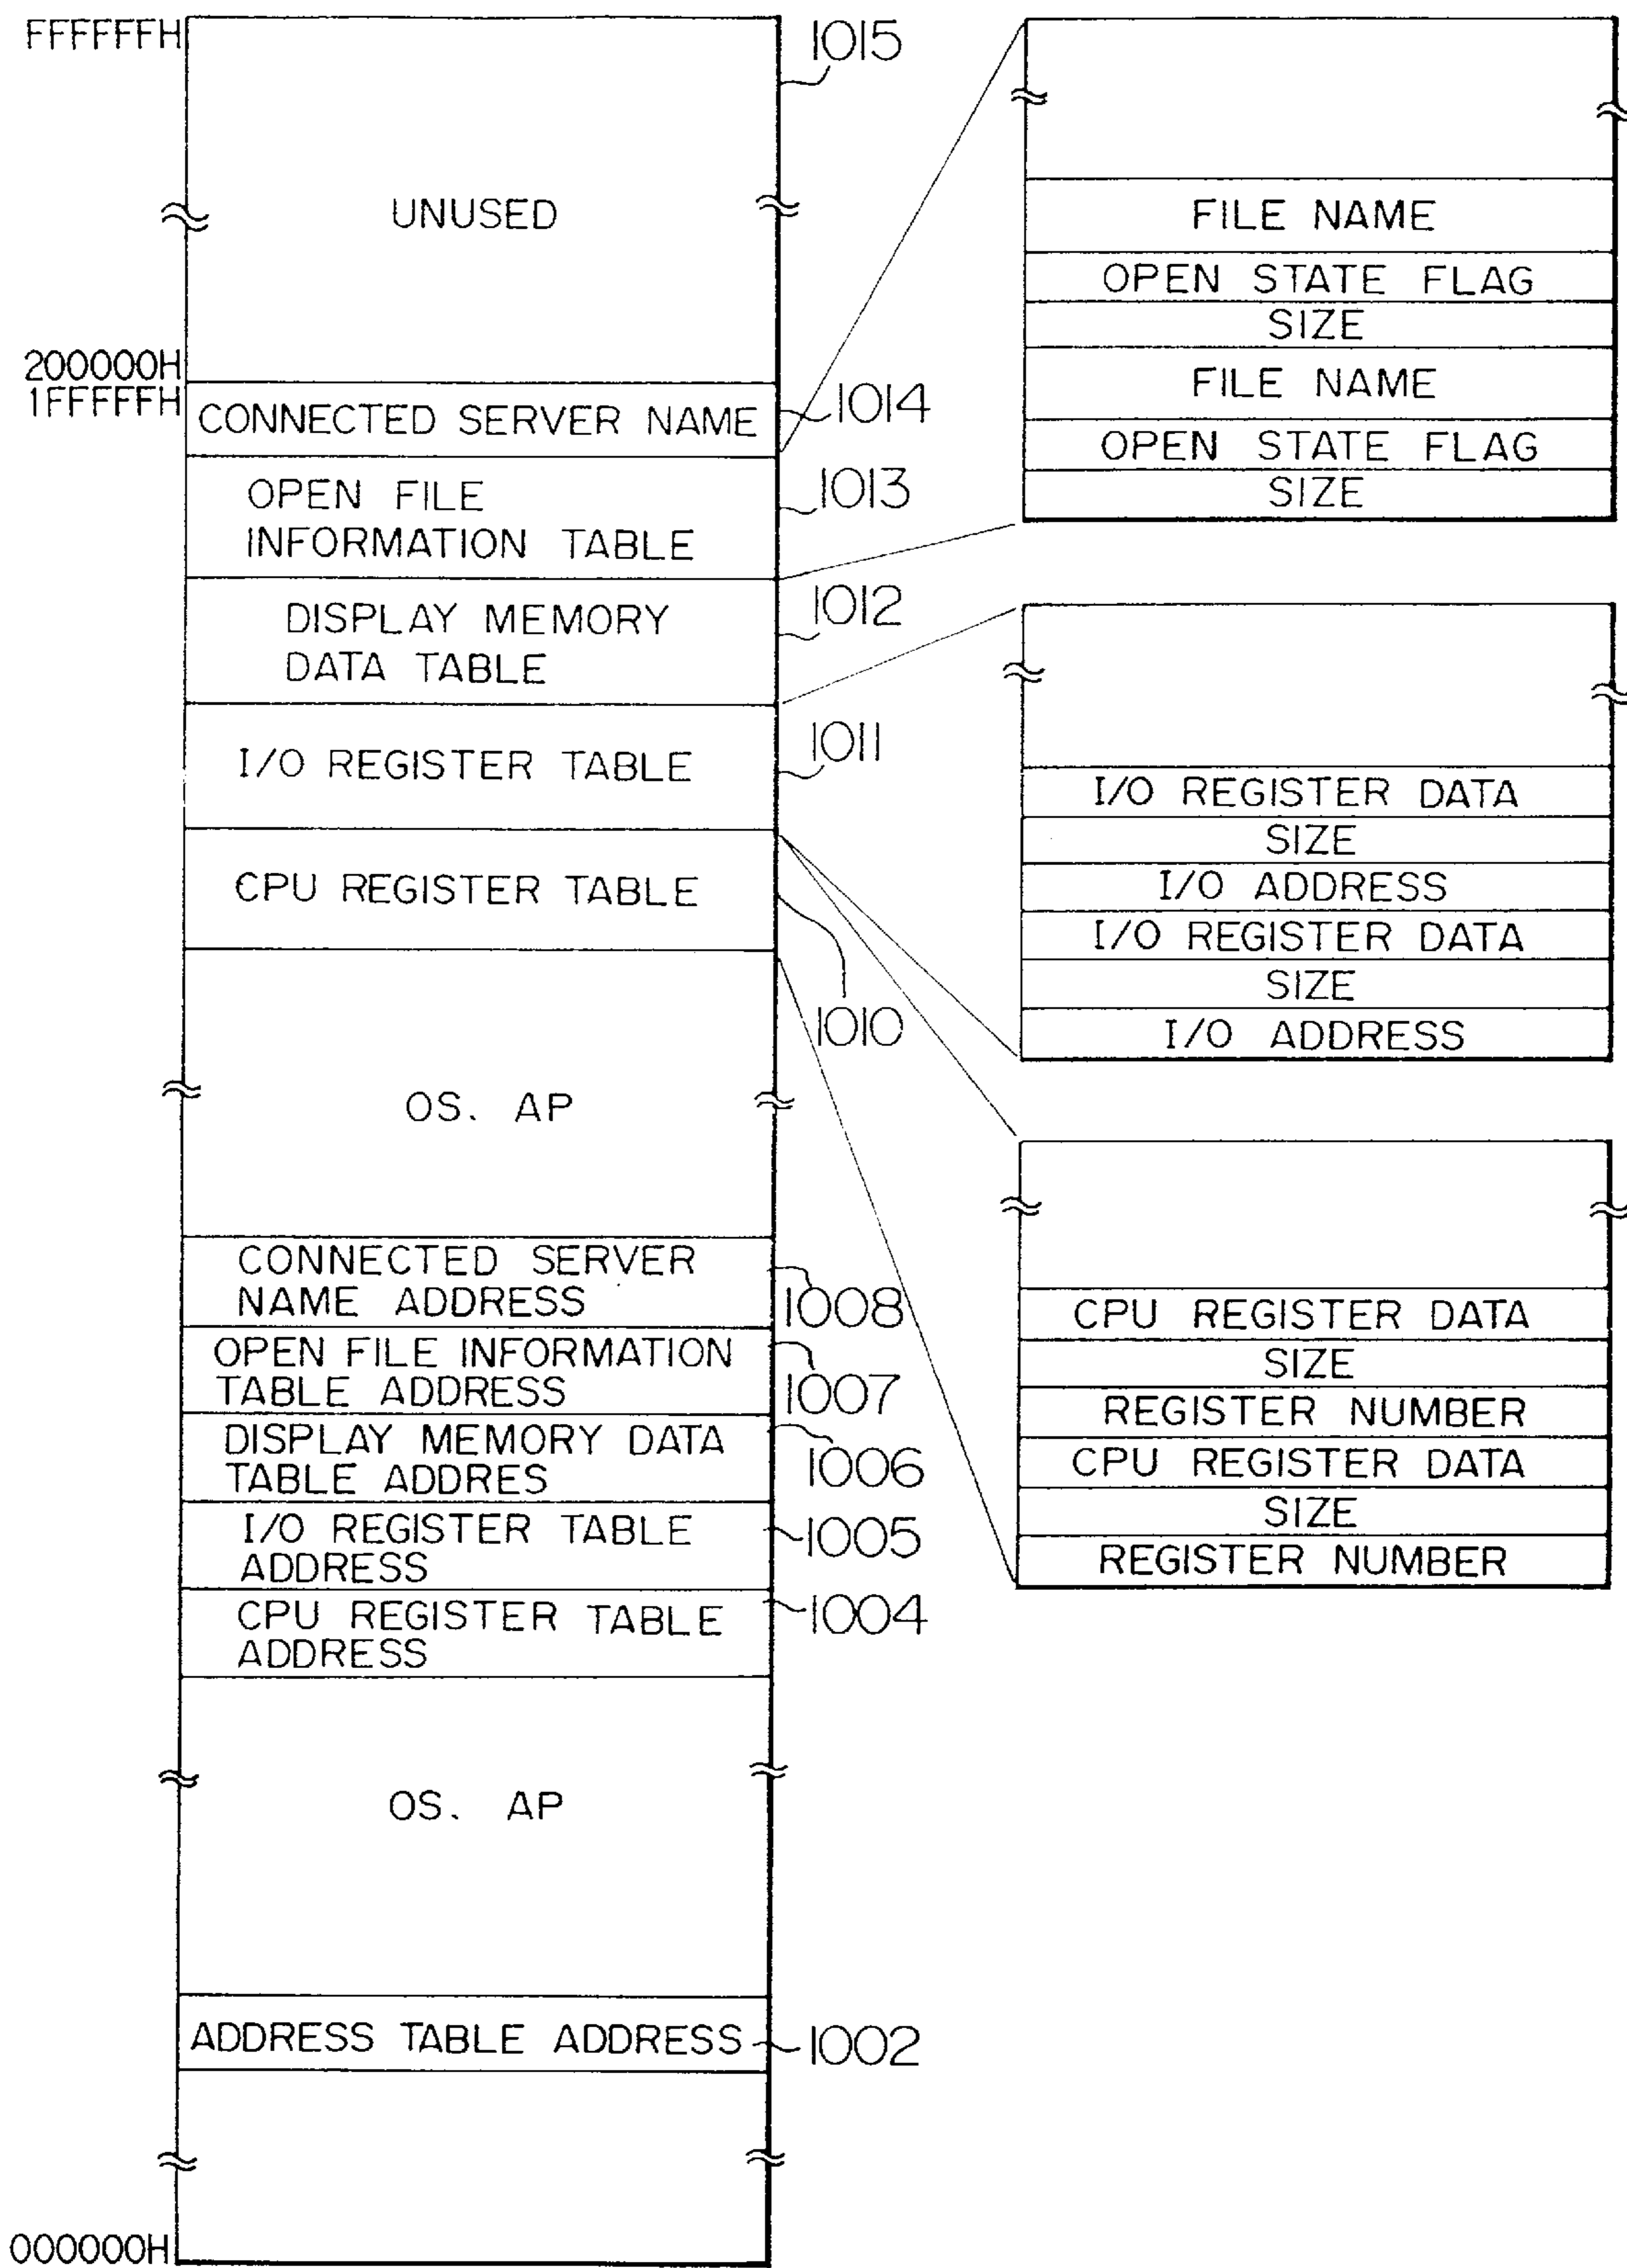 FFFFFFH
1015
UNUSED
200000H
1FFFFFH
CONNECTED SERVER NAME
1014
OPEN FILE
INFORMATION TABLE
1013
DISPLAY MEMORY
DATA TABLE
1012
I/O REGISTER TABLE
1011
CPU REGISTER TABLE
1010
OS. AP
CONNECTED SERVER
NAME ADDRESS
1008
OPEN FILE INFORMATION
TABLE ADDRESS
1007
DISPLAY MEMORY DATA
TABLE ADDRES
1006
I/O REGISTER TABLE
ADDRESS
1005
CPU REGISTER TABLE
ADDRESS
1004
OS. AP
ADDRESS TABLE ADDRESS
1002
000000H
FILE NAME
OPEN STATE FLAG
SIZE
FILE NAME
OPEN STATE FLAG
SIZE
I/O REGISTER DATA
SIZE
I/O ADDRESS
I/O REGISTER DATA
SIZE
I/O ADDRESS
CPU REGISTER DATA
SIZE
REGISTER NUMBER
CPU REGISTER DATA
SIZE
REGISTER NUMBER